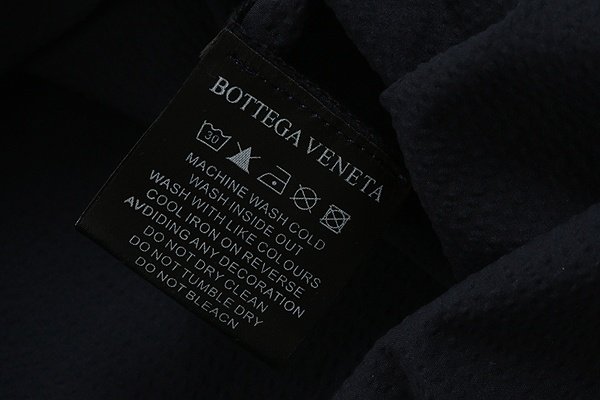 BOTTEGA VENETA
30
MACHINE WASH COLD
WASH INSIDE OUT
WASH WITH LIKE COLOURS
COOL IRON ON REVERSE
AVDIDING ANY DECORATION
DO NOT DRY CLEAN
DO NOT TUMBLE DRY
DO NOT BLEACN